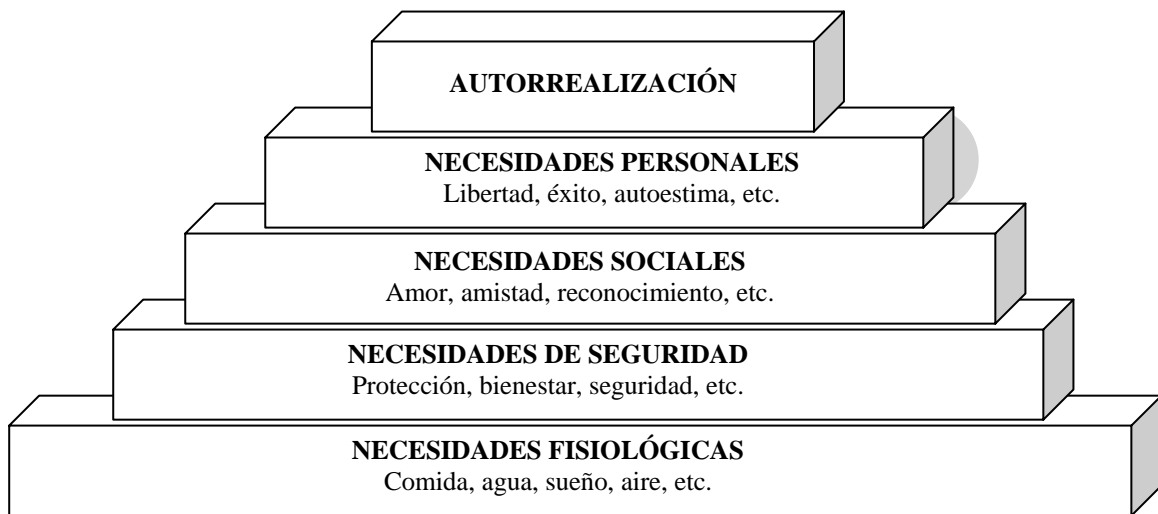 AUTORREALIZACIÓN
NECESIDADES PERSONALES
Libertad, éxito, autoestima, etc.
NECESIDADES SOCIALES
Amor, amistad, reconocimiento, etc.
NECESIDADES DE SEGURIDAD
Protección, bienestar, seguridad, etc.
NECESIDADES FISIOLÓGICAS
Comida, agua, sueño, aire, etc.